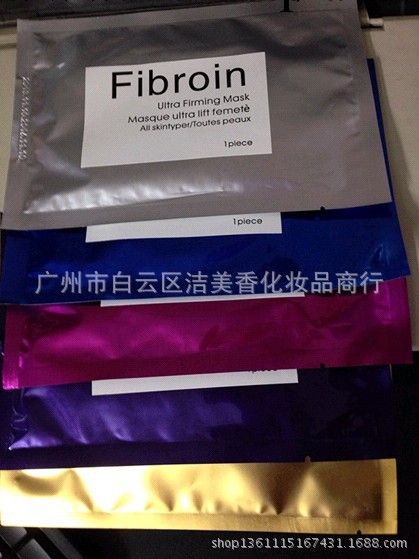 Fibroin
Ultra Firming Mask
Masque ultra lift femetè
All skintyper/Toutes peaux
1piece
1piece
广州市白云区洁美香化妆品商行
1piece
shop1361115167431.1688.com